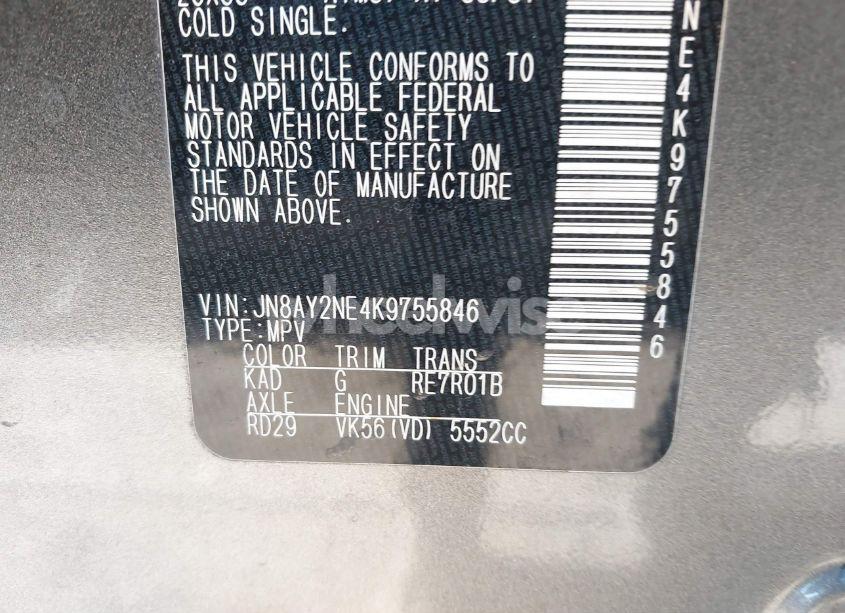 COLD SINGLE.
THIS VEHICLE CONFORMS TO
ALL APPLICABLE FEDERAL
MOTOR VEHICLE SAFETY
STANDARDS IN EFFECT ON
THE DATE OF MANUFACTURE
SHOWN ABOVE.
VIN:JN8AY2NE4K9755846
TYPE:MPV
COLOR TRIM TRANS
KAD G RE7R01B
AXLE ENGINE
RD29 VK56(VD) 5552CC
NE4K9755846